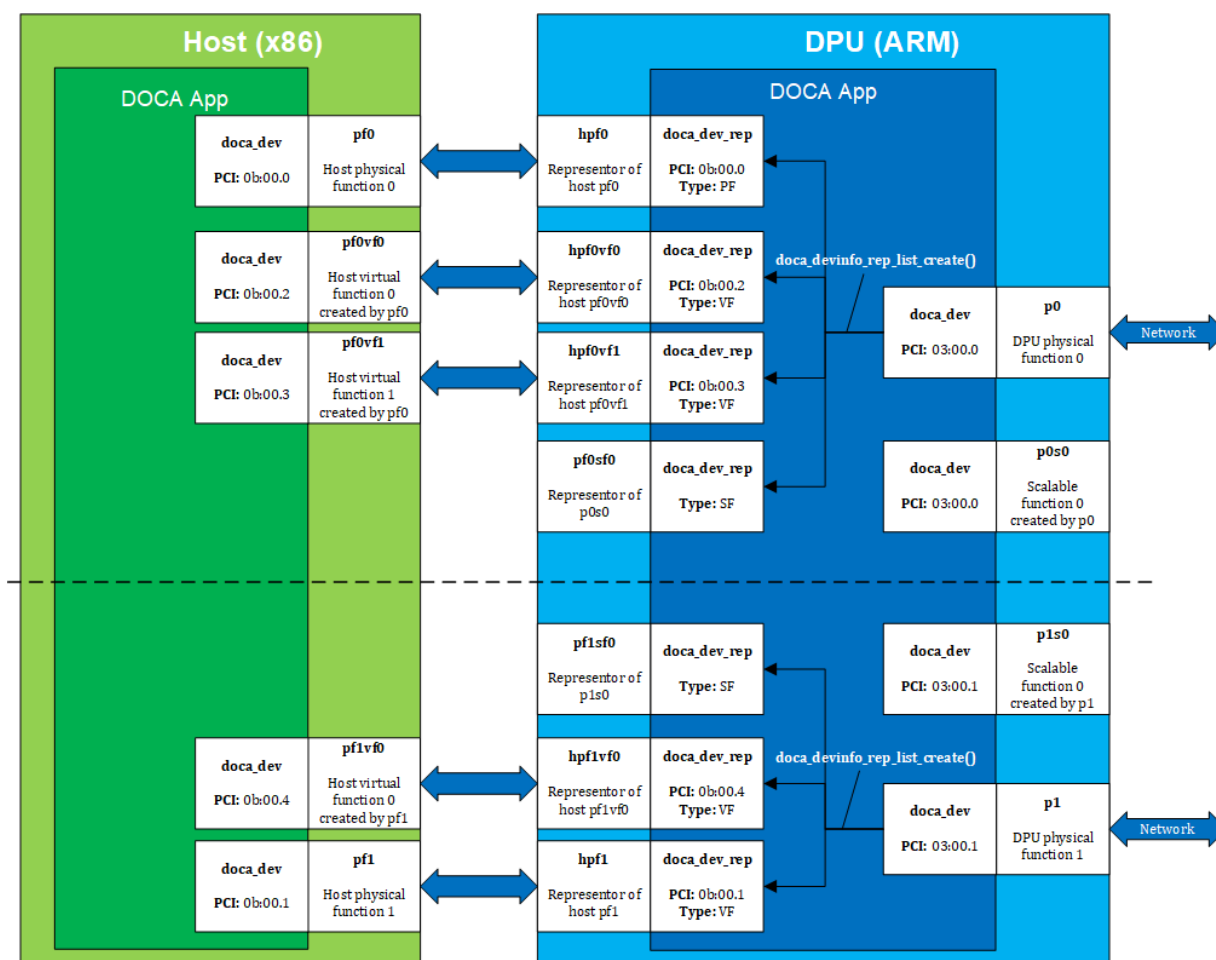 Host (x86)
DPU (ARM)
DOCA App
DOCA App
doca_dev
PCI: 0b:00.0
pf0
Host physical
function 0
hpf0
Representor of
host pf0
doca_dev_rep
PCI: 0b:00.0
Type: PF
doca_dev
PCI: 0b:00.2
pf0vf0
Host virtual
function 0
created by pf0
hpf0vf0
Representor of
host pf0vf0
doca_dev_rep
PCI: 0b:00.2
Type: VF
doca_devinfo_rep_list_create()
doca_dev
PCI: 03:00.0
p0
DPU physical
function 0
Network
doca_dev
PCI: 0b:00.3
pf0vf1
Host virtual
function 1
created by pf0
hpf0vf1
Representor of
host pf0vf1
doca_dev_rep
PCI: 0b:00.3
Type: VF
pf0sf0
Representor of
p0s0
doca_dev_rep
Type: SF
doca_dev
PCI: 03:00.0
p0s0
Scalable
function 0
created by p0
pf1sf0
Representor of
p1s0
doca_dev_rep
Type: SF
doca_dev
PCI: 03:00.1
p1s0
Scalable
function 0
created by p1
doca_dev
PCI: 0b:00.4
pf1vf0
Host virtual
function 0
created by pf1
hpf1vf0
Representor of
host pf1vf0
doca_dev_rep
PCI: 0b:00.4
Type: VF
doca_devinfo_rep_list_create()
doca_dev
PCI: 03:00.1
p1
DPU physical
function 1
Network
doca_dev
PCI: 0b:00.1
pf1
Host physical
function 1
hpf1
Representor of
host pf1
doca_dev_rep
PCI: 0b:00.1
Type: VF